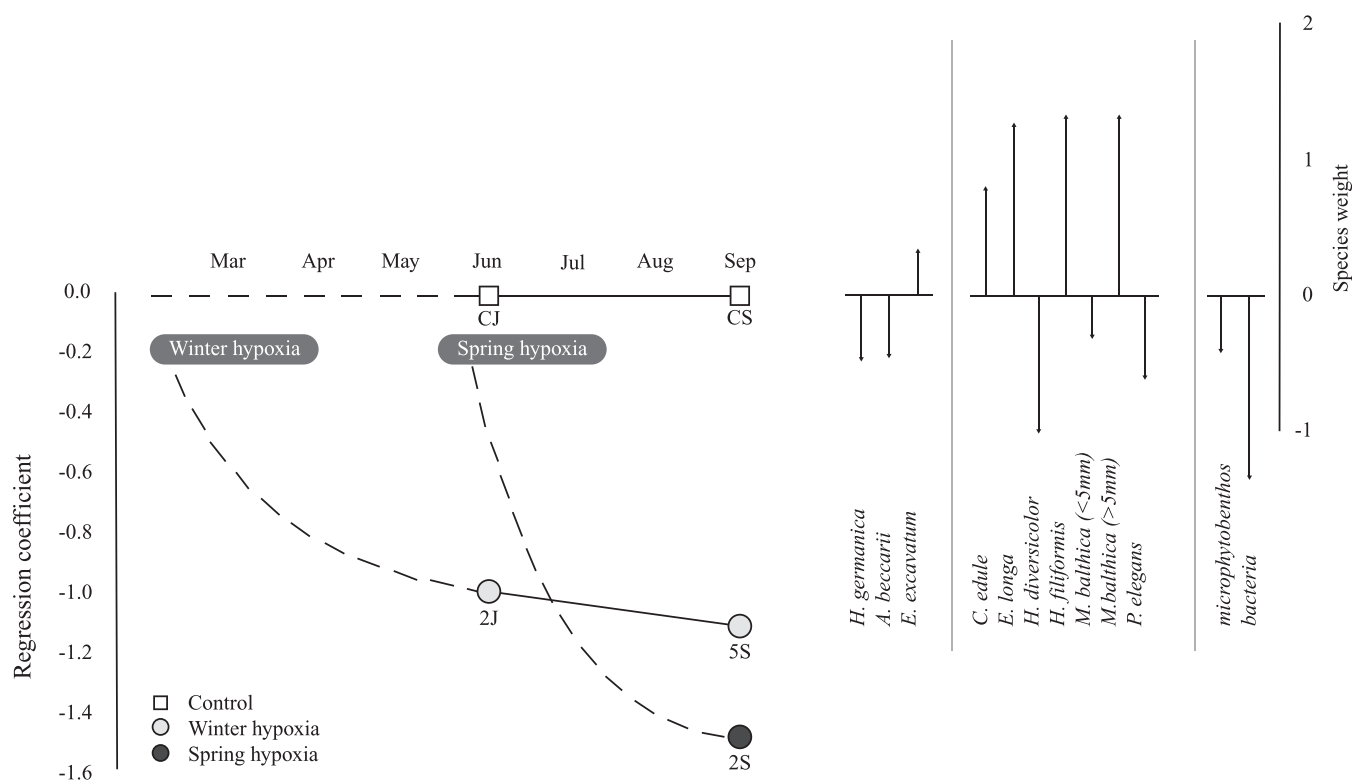 Mar Apr May Jun Jul Aug Sep
0.0
-0.2
-0.4
-0.6
-0.8
-1.0
-1.2
-1.4
-1.6
Regression coefficient
CJ
CS
Winter hypoxia
Spring hypoxia
2J
5S
2S
Control
Winter hypoxia
Spring hypoxia
H. germanica
A. beccarii
E. excavatum
C. edule
E. longa
H. diversicolor
H. filiformis
M. balthica (<5mm)
M.balthica (>5mm)
P. elegans
microphytobenthos
bacteria
2
1
0
-1
Species weight